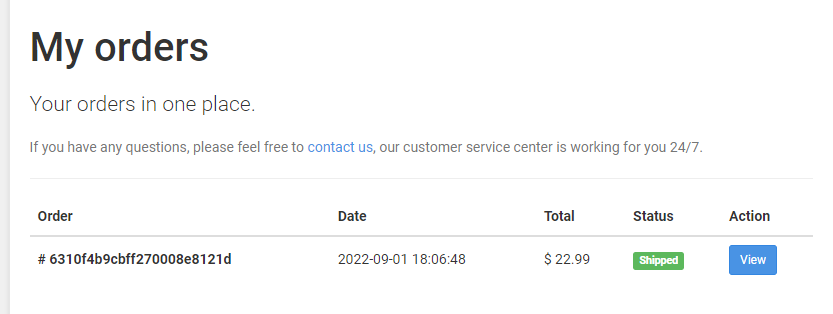 My orders
Your orders in one place.
If you have any questions, please feel free to contact us, our customer service center is working for you 24/7.
Order Date Total Status Action
# 6310f4b9cbff270008e8121d 2022-09-01 18:06:48 $ 22.99 Shipped View